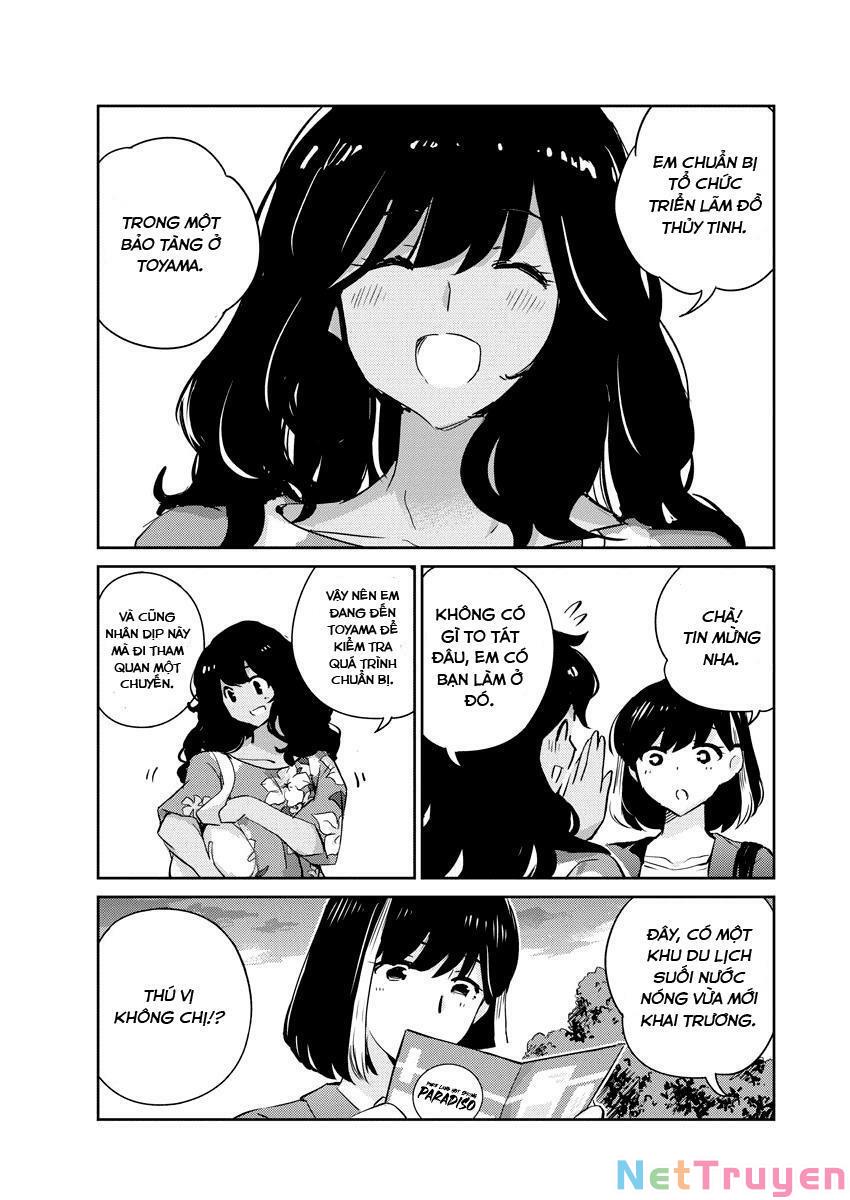 EM CHUẨN BỊ
TỔ CHỨC
TRIỂN LÃM ĐỒ
THỦY TINH.
TRONG MỘT
BẢO TÀNG Ở
TOYAMA.
CHÀ!
TIN MỪNG
NHA.
KHÔNG CÓ
GÌ TO TÁT
ĐÂU, EM CÓ
BẠN LÀM Ở
ĐÓ.
VẬY NÊN EM
ĐANG ĐẾN
TOYAMA ĐỂ
KIỂM TRA
QUÁ TRÌNH
CHUẨN BỊ.
VÀ CŨNG
NHÂN DỊP NÀY
MÀ ĐI THAM
QUAN MỘT
CHUYẾN.
ĐÂY, CÓ MỘT
KHU DU LỊCH
SUỐI NƯỚC
NÓNG VỪA MỚI
KHAI TRƯƠNG.
THÚ VỊ
KHÔNG CHỊ!?
PARADISO
NetTruyen